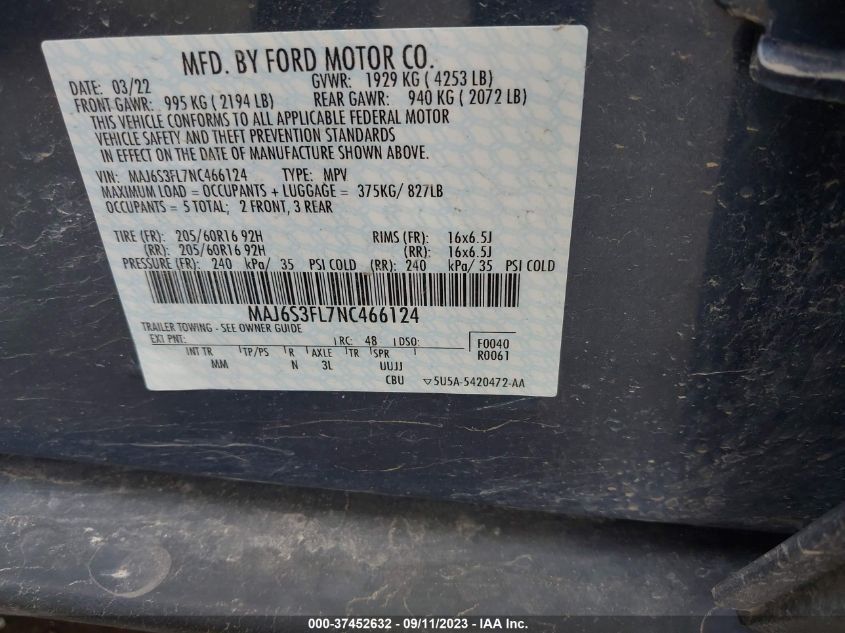 MFD. BY FORD MOTOR CO.
DATE: 03/22 GVWR: 1929 KG ( 4253 LB)
FRONT GAWR: 995 KG ( 2194 LB) REAR GAWR: 940 KG ( 2072 LB)
THIS VEHICLE CONFORMS TO ALL APPLICABLE FEDERAL MOTOR
VEHICLE SAFETY AND THEFT PREVENTION STANDARDS
IN EFFECT ON THE DATE OF MANUFACTURE SHOWN ABOVE.
VIN: MAJ6S3FL7NC466124 TYPE: MPV
MAXIMUM LOAD = OCCUPANTS + LUGGAGE = 375KG/ 827LB
OCCUPANTS = 5 TOTAL; 2 FRONT, 3 REAR
TIRE (FR): 205/60R16 92H RIMS (FR): 16x6.5J
(RR): 205/60R16 92H (RR): 16x6.5J
PRESSURE (FR): 240 kPa/ 35 PSI COLD (RR): 240 kPa/ 35 PSI COLD
MAJ6S3FL7NC466124
TRAILER TOWING - SEE OWNER GUIDE
EXT PNT: RC: 48 DSO: F0040
INT TR TP/PS R AXLE TR SPR R0061
MM N 3L UUJJ
CBU ▽5U5A-5420472-AA
000-37452632 - 09/11/2023 - IAA Inc.